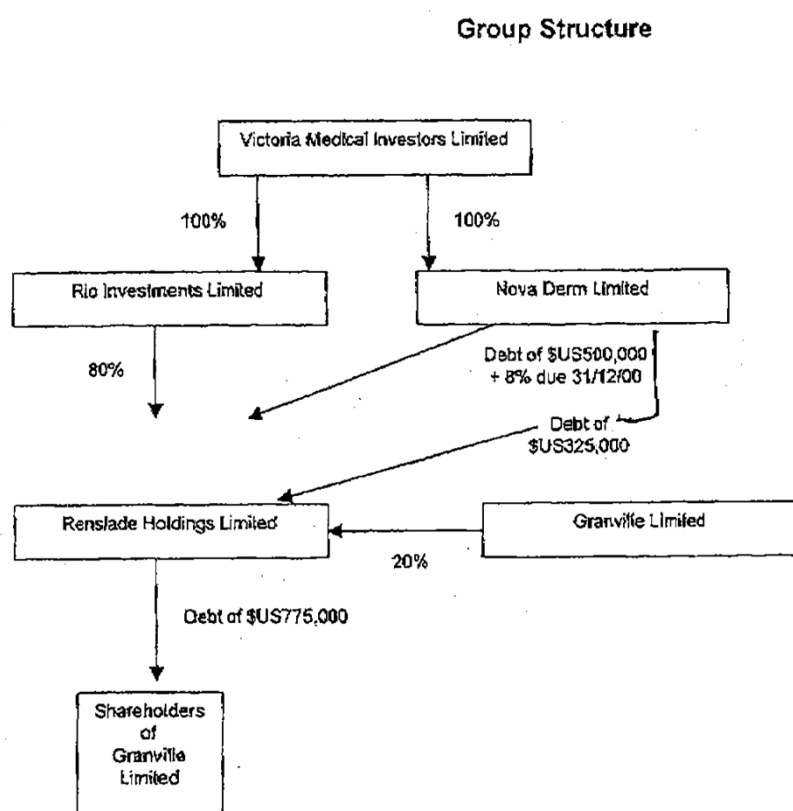 Group Structure
Victoria Medical Investors Limited
100%
100%
Rio Investments Limited
Nova Derm Limited
80%
Debt of $US500,000
+ 8% due 31/12/00
Debt of
$US325,000
Renslade Holdings Limited
Granville Limited
20%
Debt of $US775,000
Shareholders
of
Granville
Limited